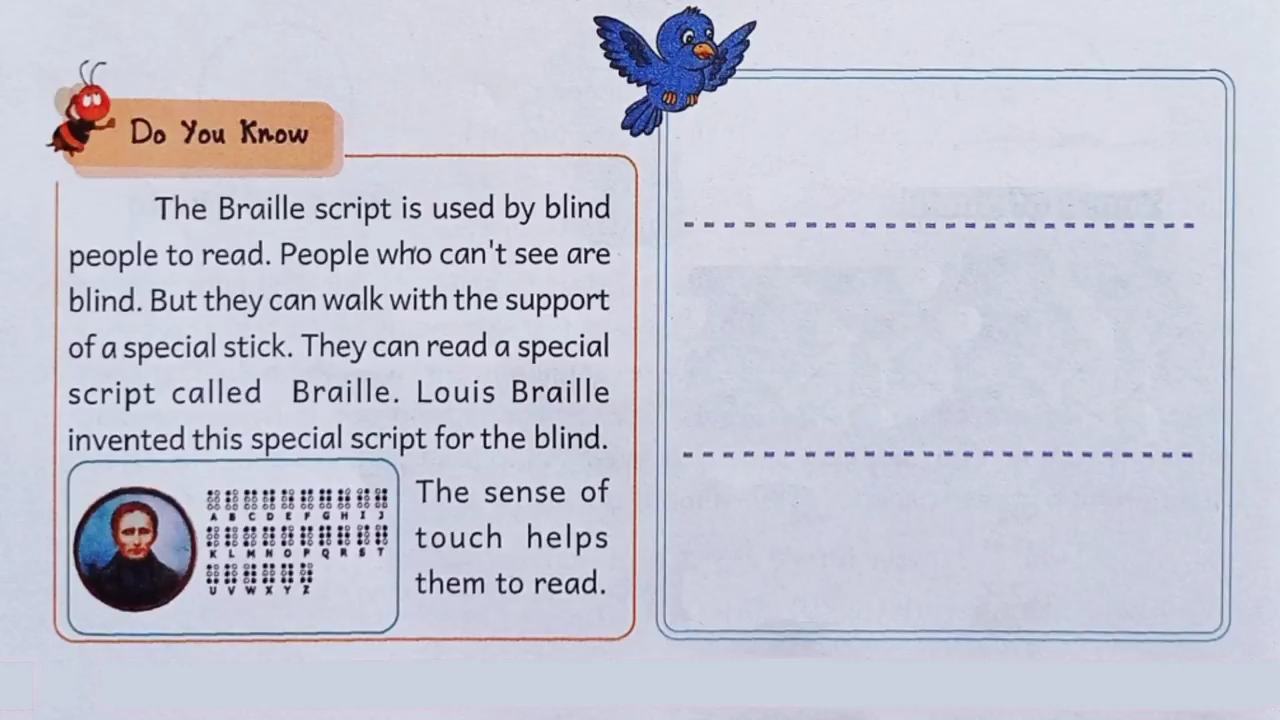 Do You Know
The Braille script is used by blind
people to read. People who can't see are
blind. But they can walk with the support
of a special stick. They can read a special
script called Braille. Louis Braille
invented this special script for the blind.
The sense of
touch helps
them to read.
A B C D E F G H I J
K L M N O P Q R S T
U V W X Y Z